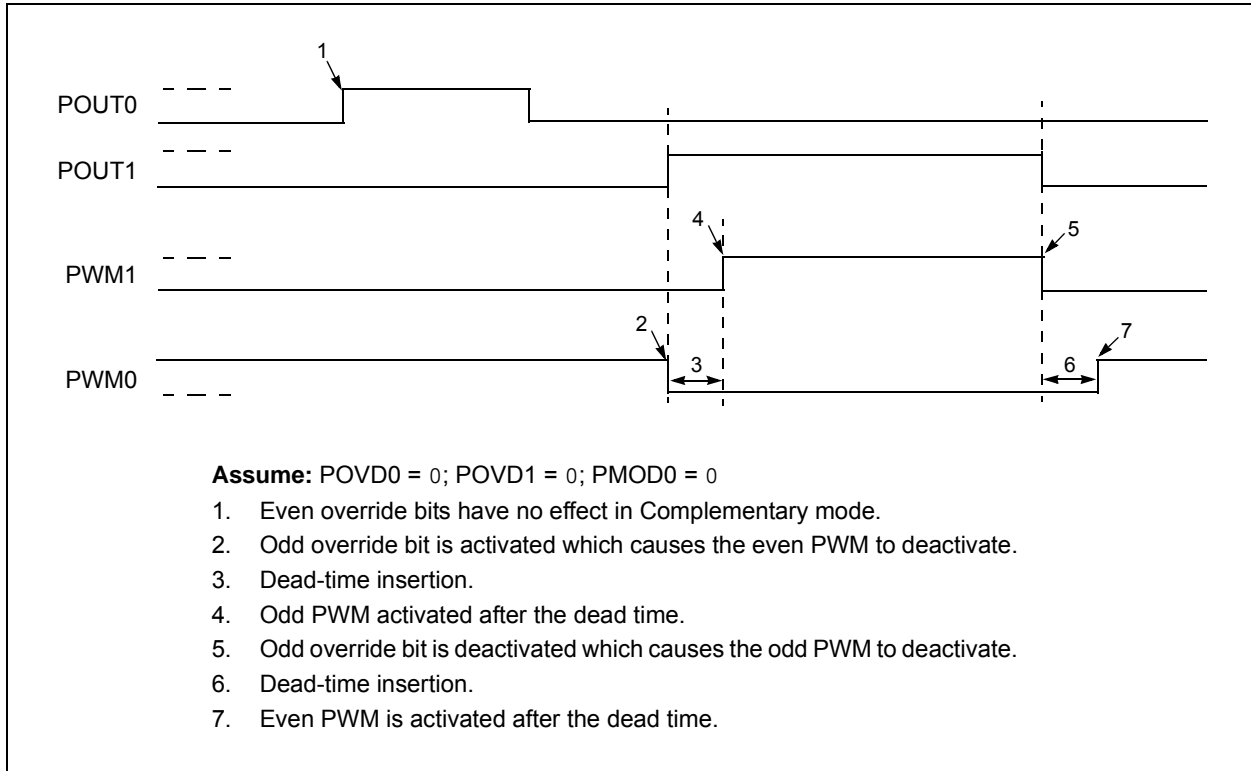 1
POUT0
POUT1
4
5
PWM1
2
7
PWM0
3
6
Assume: POVD0 = 0; POVD1 = 0; PMOD0 = 0
1. Even override bits have no effect in Complementary mode.
2. Odd override bit is activated which causes the even PWM to deactivate.
3. Dead-time insertion.
4. Odd PWM activated after the dead time.
5. Odd override bit is deactivated which causes the odd PWM to deactivate.
6. Dead-time insertion.
7. Even PWM is activated after the dead time.